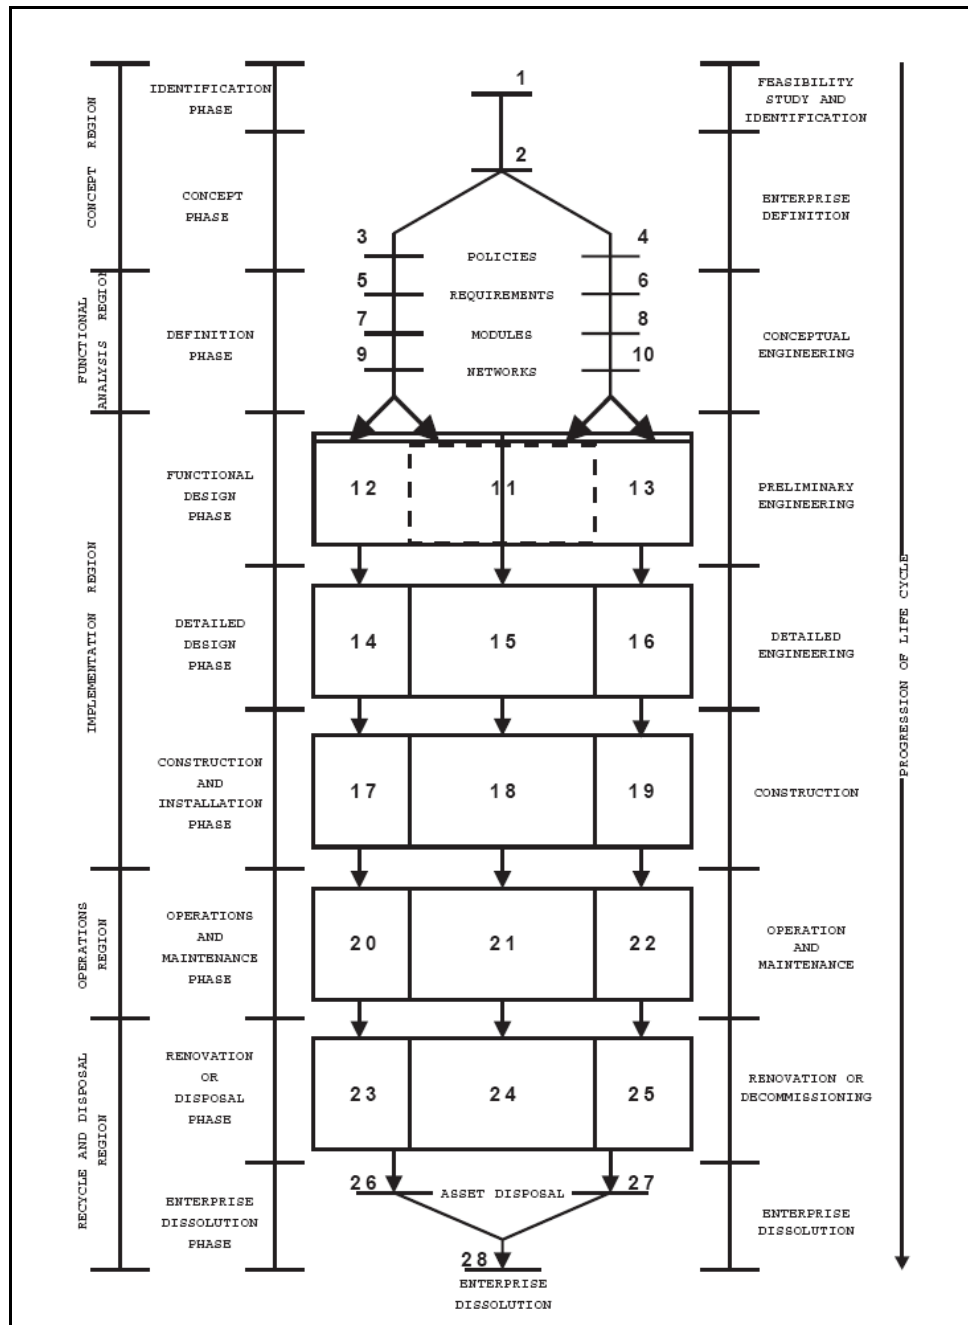 CONCEPT REGION
IDENTIFICATION
PHASE
1
FEASIBILITY
STUDY AND
IDENTIFICATION
2
CONCEPT
PHASE
ENTERPRISE
DEFINITION
3
POLICIES
4
FUNCTIONAL
ANALYSIS REGION
5
REQUIREMENTS
6
DEFINITION
PHASE
7
MODULES
8
CONCEPTUAL
ENGINEERING
9
NETWORKS
10
IMPLEMENTATION REGION
FUNCTIONAL
DESIGN
PHASE
12
11
13
PRELIMINARY
ENGINEERING
PROGRESSION OF LIFE CYCLE
DETAILED
DESIGN
PHASE
14
15
16
DETAILED
ENGINEERING
CONSTRUCTION
AND
INSTALLATION
PHASE
17
18
19
CONSTRUCTION
OPERATIONS
REGION
OPERATIONS
AND
MAINTENANCE
PHASE
20
21
22
OPERATION
AND
MAINTENANCE
RECYCLE AND DISPOSAL
REGION
RENOVATION
OR
DISPOSAL
PHASE
23
24
25
RENOVATION OR
DECOMMISSIONING
26
ASSET DISPOSAL
27
ENTERPRISE
DISSOLUTION
PHASE
ENTERPRISE
DISSOLUTION
28
ENTERPRISE
DISSOLUTION